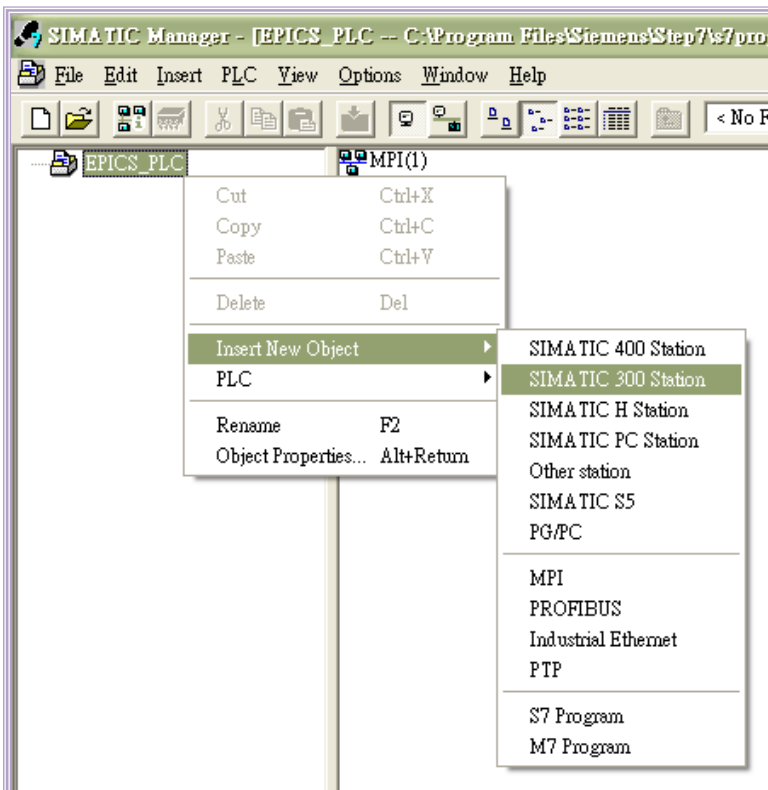 SIMATIC Manager - [EPICS_PLC -- C:\Program Files\Siemens\Step7\s7pro
File Edit Insert PLC View Options Window Help
< No F
EPICS_PLC
MPI(1)
Cut Ctrl+X
Copy Ctrl+C
Paste Ctrl+V
Delete Del
Insert New Object
PLC
Rename F2
Object Properties... Alt+Return
SIMATIC 400 Station
SIMATIC 300 Station
SIMATIC H Station
SIMATIC PC Station
Other station
SIMATIC S5
PG/PC
MPI
PROFIBUS
Industrial Ethernet
PTP
S7 Program
M7 Program